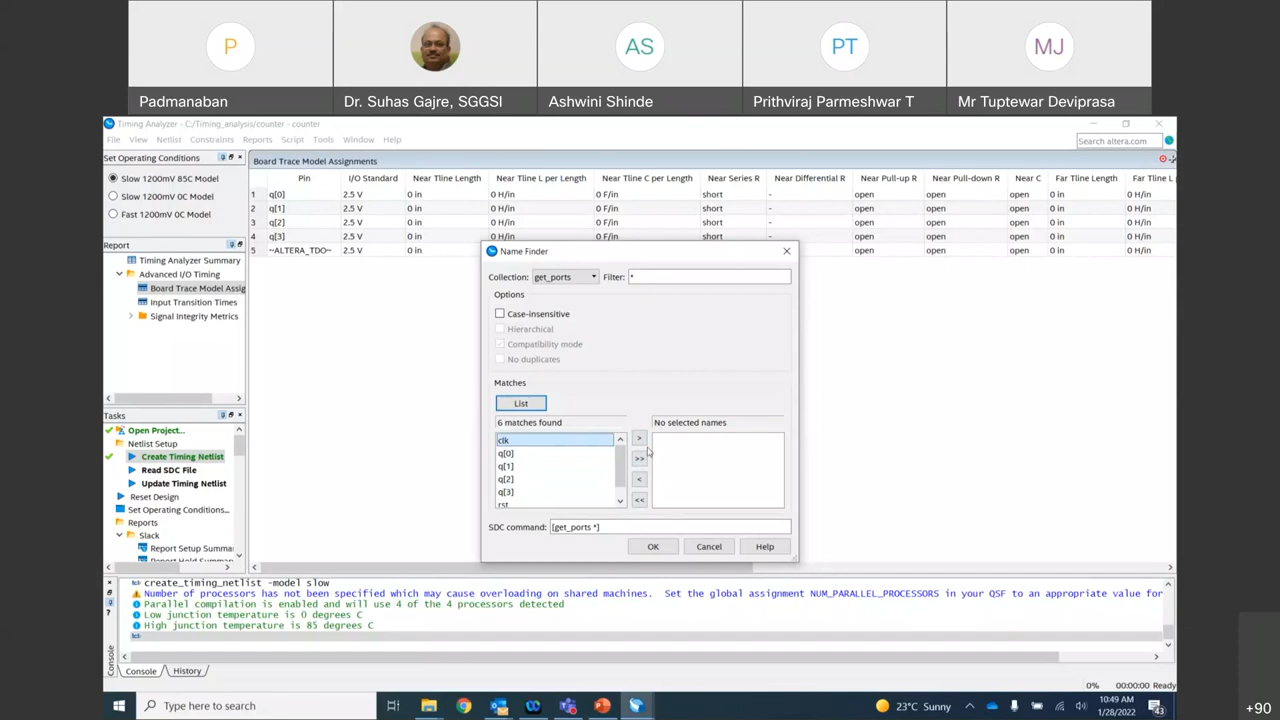 P
AS
PT
MJ
Padmanaban
Dr. Suhas Gajre, SGGSI
Ashwini Shinde
Prithviraj Parmeshwar T
Mr Tuptewar Deviprasa
Timing Analyzer - C:/Timing_analysis/counter - counter
File View Netlist Constraints Reports Script Tools Window Help
Search altera.com
Set Operating Conditions
Slow 1200mV 85C Model
Slow 1200mV 0C Model
Fast 1200mV 0C Model
Report
Timing Analyzer Summary
Advanced I/O Timing
Board Trace Model Assig
Input Transition Times
Signal Integrity Metrics
Tasks
Open Project...
Netlist Setup
Create Timing Netlist
Read SDC File
Update Timing Netlist
Reset Design
Set Operating Conditions...
Reports
Slack
Report Setup Summa
Report Hold Summa
Board Trace Model Assignments
Pin I/O Standard Near Tline Length Near Tline L per Length Near Tline C per Length Near Series R Near Differential R Near Pull-up R Near Pull-down R Near C Far Tline Length Far Tline L
1 q[0] 2.5 V 0 in 0 H/in 0 F/in short - open open open 0 in 0 H/in
2 q[1] 2.5 V 0 in 0 H/in 0 F/in short - open open open 0 in 0 H/in
3 q[2] 2.5 V 0 in 0 H/in 0 F/in short - open open open 0 in 0 H/in
4 q[3] 2.5 V 0 in 0 H/in 0 F/in short - open open open 0 in 0 H/in
5 ~ALTERA_TDO~ 2.5 V 0 in open open open 0 in 0 H/in
Name Finder
Collection: get_ports Filter: *
Options
Case-insensitive
Hierarchical
Compatibility mode
No duplicates
Matches
List
6 matches found
No selected names
clk
q[0]
q[1]
q[2]
q[3]
rst
>
>>
<
<<
SDC command: [get_ports *]
OK Cancel Help
create_timing_netlist -model slow
Number of processors has not been specified which may cause overloading on shared machines. Set the global assignment NUM_PARALLEL_PROCESSORS in your QSF to an appropriate value for
Parallel compilation is enabled and will use 4 of the 4 processors detected
Low junction temperature is 0 degrees C
High junction temperature is 85 degrees C
Console
Console History
0% 00:00:00 Ready
Type here to search
23°C Sunny
10:49 AM
1/28/2022
43
+90